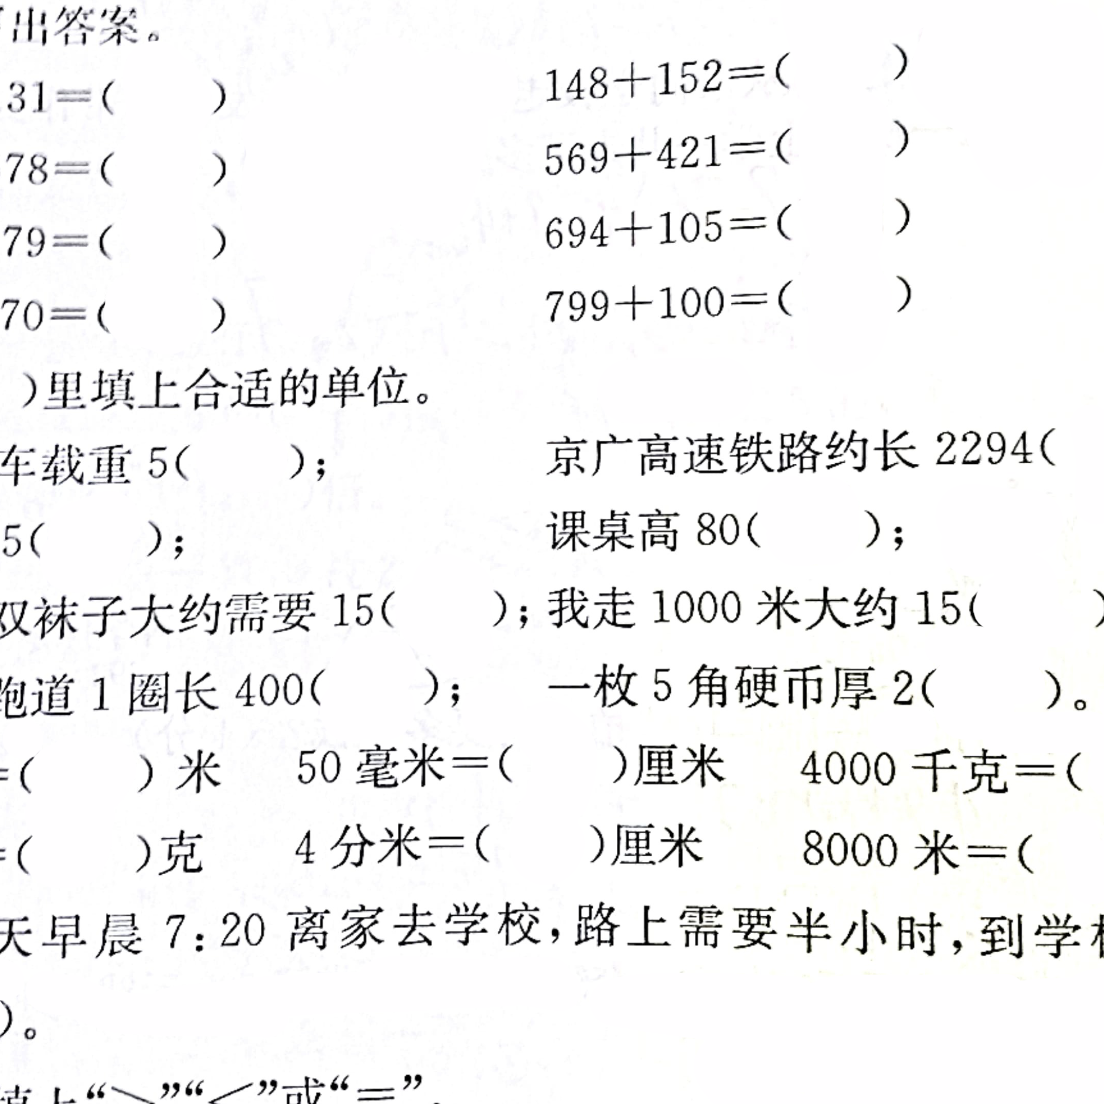 出答案。
31=(　　)　　148+152=(　　)
78=(　　)　　569+421=(　　)
79=(　　)　　694+105=(　　)
70=(　　)　　799+100=(　　)
)里填上合适的单位。
车载重 5(　　);　　京广高速铁路约长 2294(
5(　　);　　课桌高 80(　　);
双袜子大约需要 15(　　);我走 1000 米大约 15(　　)
跑道 1 圈长 400(　　);　　一枚 5 角硬币厚 2(　　)。
=(　　)米　　50 毫米=(　　)厘米　　4000 千克=(
=(　　)克　　4 分米=(　　)厘米　　8000 米=(
天早晨 7:20 离家去学校,路上需要半小时,到学校
)。
填上“>”“<”或“=”。